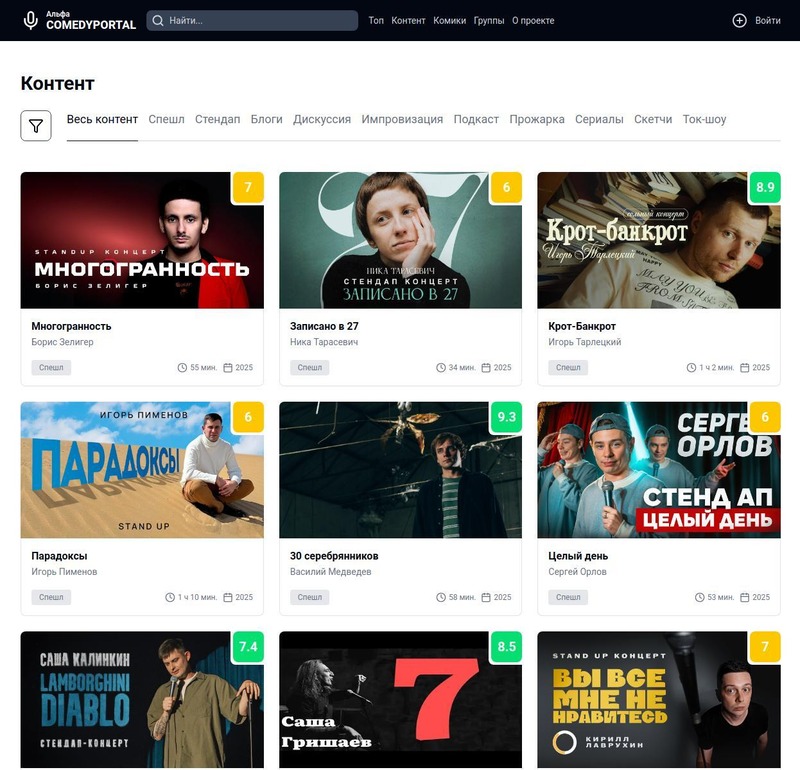 Альфа
COMEDYPORTAL
Найти...
Топ Контент Комики Группы О проекте
Войти
Контент
Весь контент Спешл Стендап Блоги Дискуссия Импровизация Подкаст Прожарка Сериалы Скетчи Ток-шоу
7
STANDUP КОНЦЕРТ
МНОГОГРАННОСТЬ
БОРИС ЗЕЛИГЕР
Многогранность
Борис Зелигер
Спешл 55 мин. 2025
6
27
НИКА ТАРАСЕВИЧ
СТЕНДАП КОНЦЕРТ
ЗАПИСАНО В 27
Записано в 27
Ника Тарасевич
Спешл 34 мин. 2025
8.9
сольный концерт
Крот-банкрот
Игорь Тарлецкий
HAPPY
MAY YOU BE
FROM
Крот-Банкрот
Игорь Тарлецкий
Спешл 1 ч 2 мин. 2025
6
ИГОРЬ ПИМЕНОВ
ПАРАДОКСЫ
STAND UP
Парадоксы
Игорь Пименов
Спешл 1 ч 10 мин. 2025
9.3
30 серебрянников
Василий Медведев
Спешл 58 мин. 2025
6
СЕРГЕ
ОРЛОВ
СТЕНД АП
ЦЕЛЫЙ ДЕНЬ
Целый день
Сергей Орлов
Спешл 53 мин. 2025
7.4
САША КАЛИНКИН
LAMBORGHINI
DIABLO
СТЕНДАП-КОНЦЕРТ
8.5
7
Саша
Гришаев
7
STAND UP КОНЦЕРТ
ВЫ ВСЕ
МНЕ НЕ
НРАВИТЕСЬ
КИРИЛЛ
ЛАВРУХИН